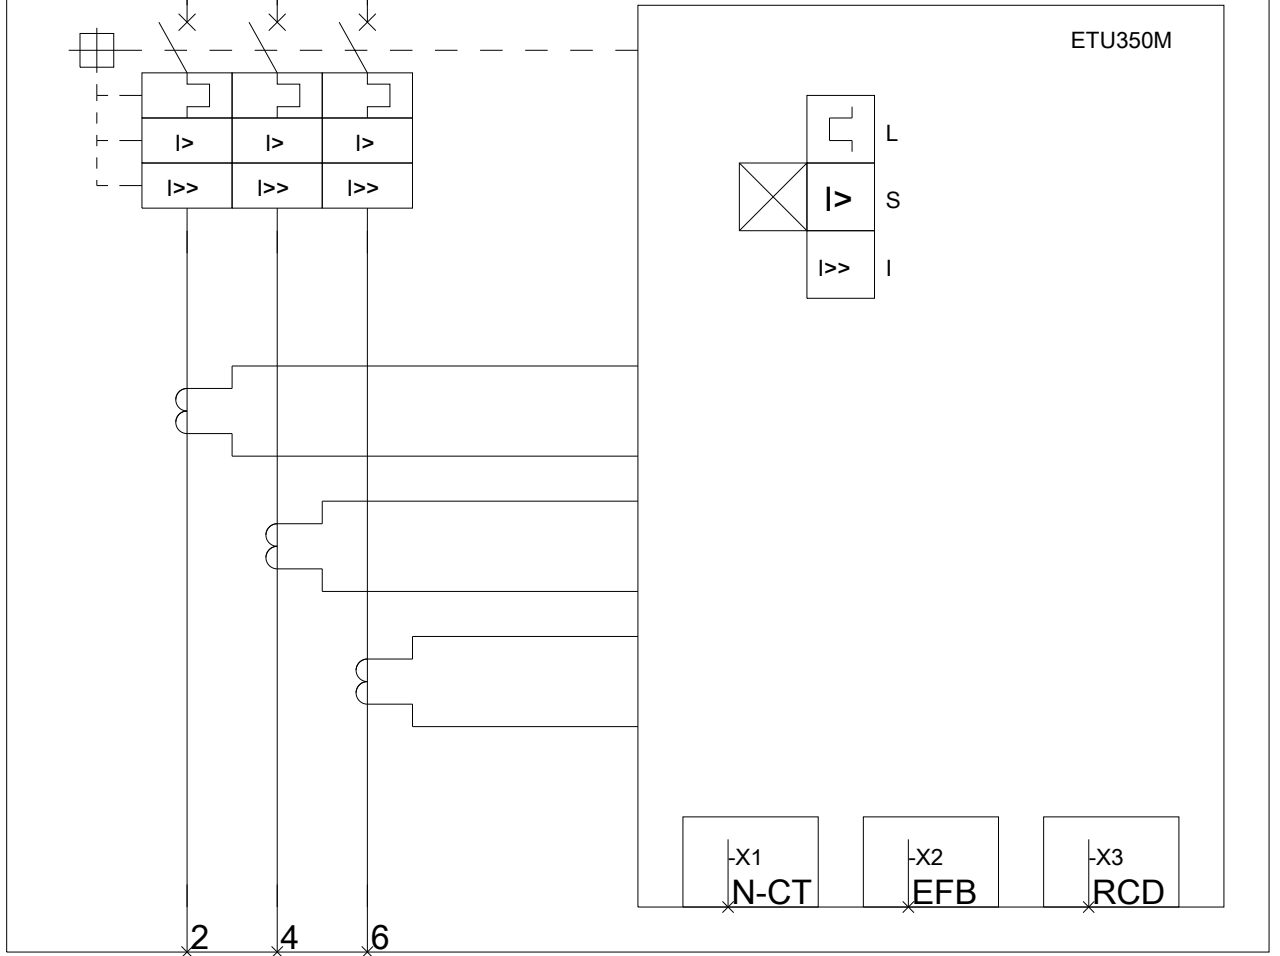 ETU350M
L
I> I> I>
I>> I>> I>>
I> S
I>> I
-X1 -X2 -X3
N-CT EFB RCD
2 4 6